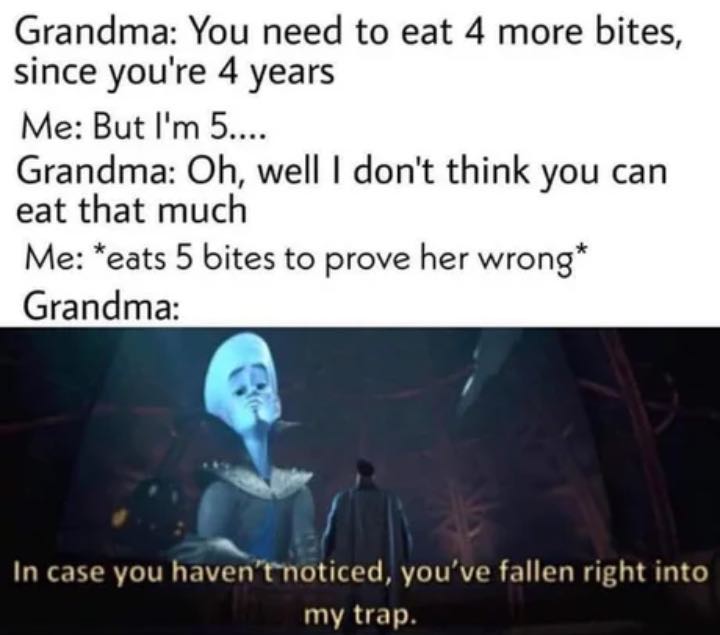 Grandma: You need to eat 4 more bites,
since you're 4 years
Me: But I'm 5....
Grandma: Oh, well I don't think you can
eat that much
Me: *eats 5 bites to prove her wrong*
Grandma:
In case you haven't noticed, you've fallen right into
my trap.